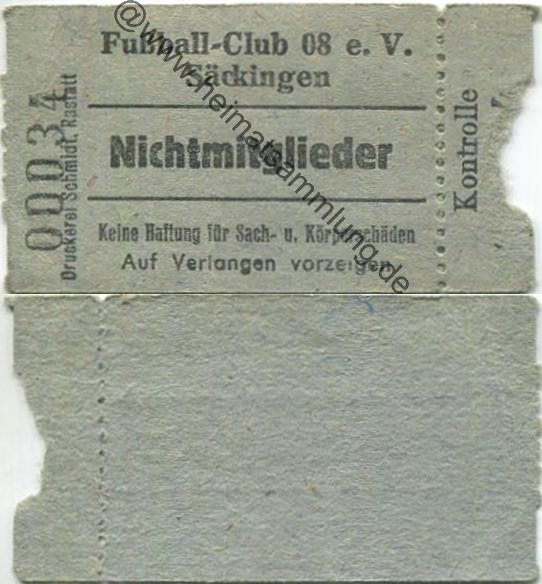 Fußball-Club 08 e. V.
Säckingen
Nichtmitglieder
Keine Haftung für Sach- u. Körperschäden
Auf Verlangen vorzeigen
00034
Druckerei Schmidt, Rastatt
Kontrolle
@www.heimatsammlung.de